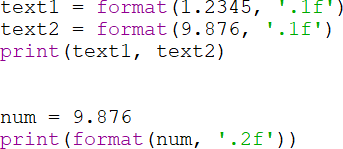 text1 = format(1.2345, '.1f')
text2 = format(9.876, '.1f')
print(text1, text2)
num = 9.876
print(format(num, '.2f'))